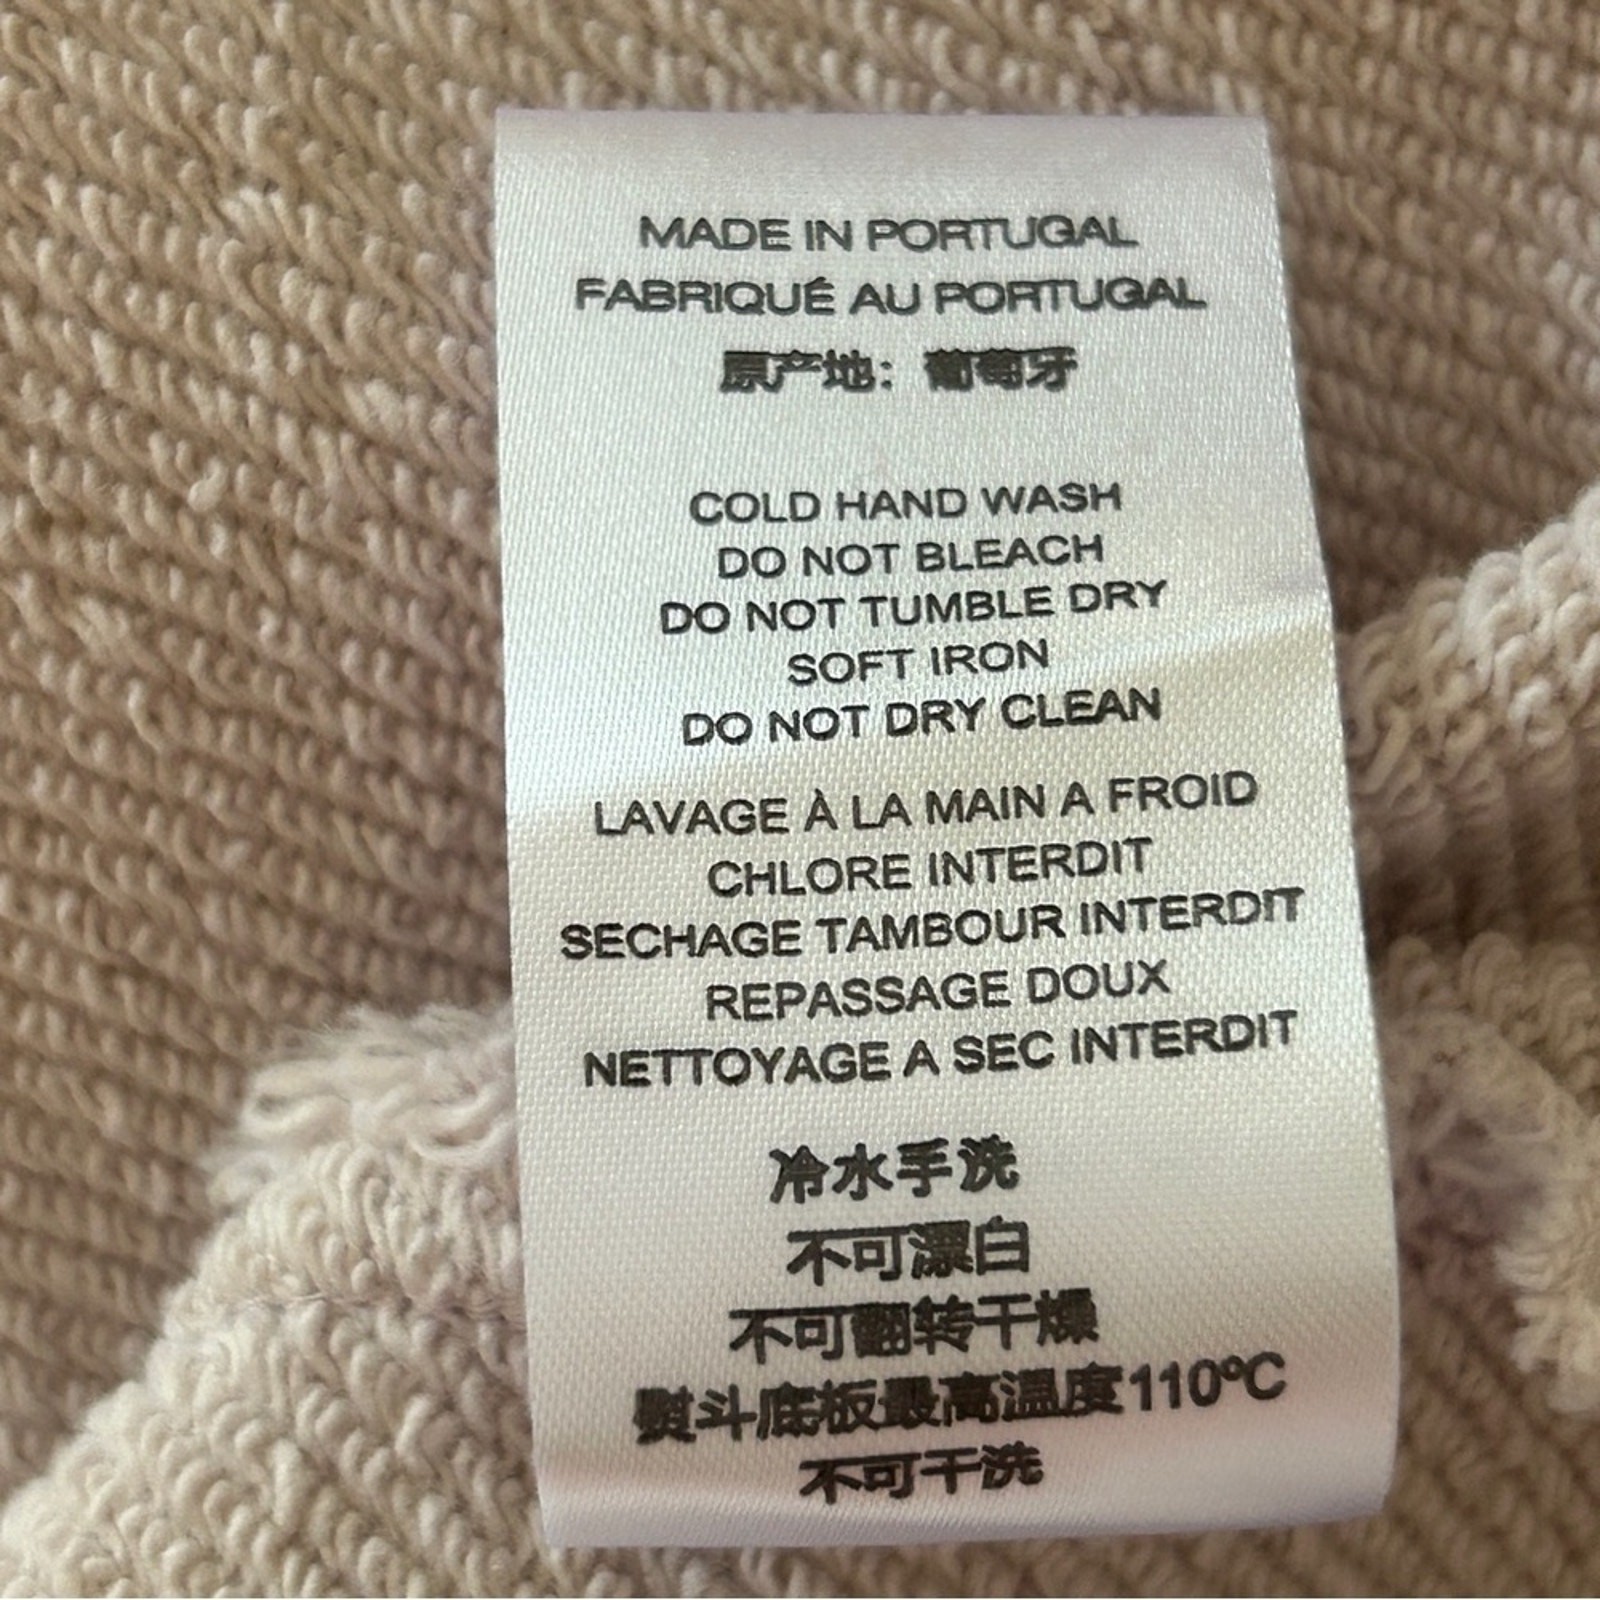 MADE IN PORTUGAL
FABRIQUÉ AU PORTUGAL
原产地：葡萄牙
COLD HAND WASH
DO NOT BLEACH
DO NOT TUMBLE DRY
SOFT IRON
DO NOT DRY CLEAN
LAVAGE À LA MAIN A FROID
CHLORE INTERDIT
SECHAGE TAMBOUR INTERDIT
REPASSAGE DOUX
NETTOYAGE A SEC INTERDIT
冷水手洗
不可漂白
不可翻转干燥
熨斗底板最高温度110ºC
不可干洗